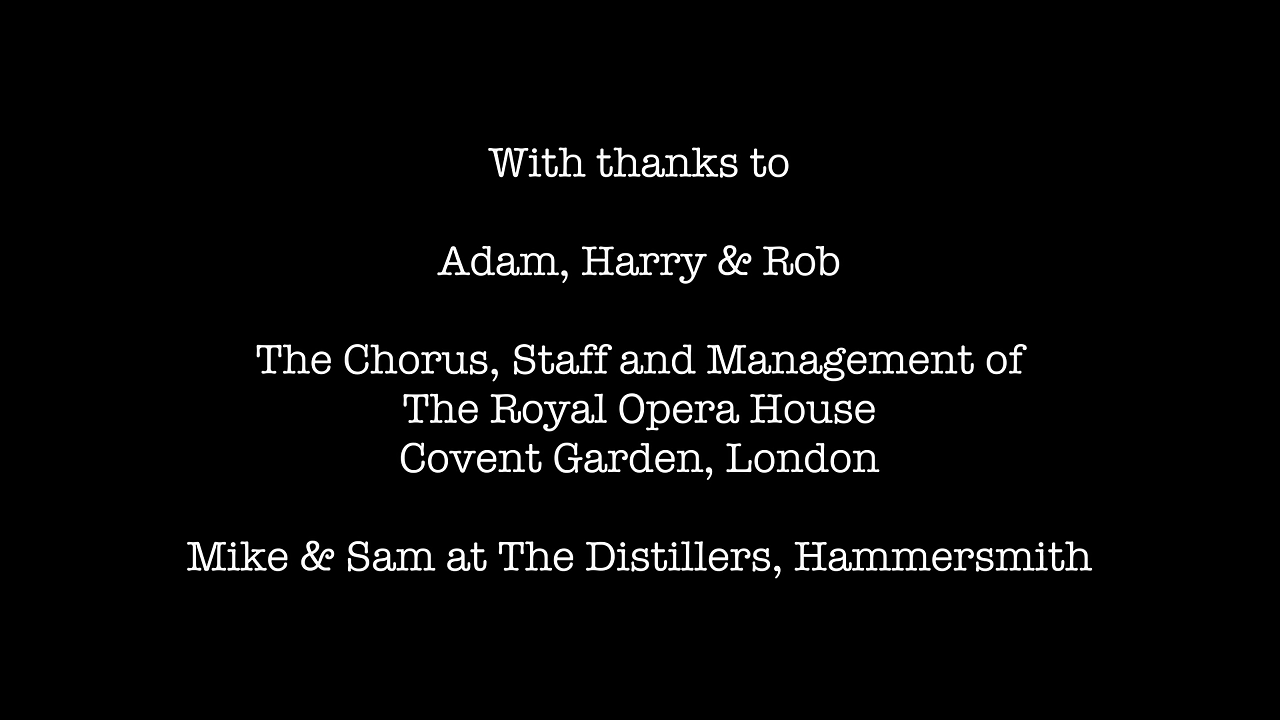 With thanks to
Adam, Harry & Rob
The Chorus, Staff and Management of
The Royal Opera House
Covent Garden, London
Mike & Sam at The Distillers, Hammersmith